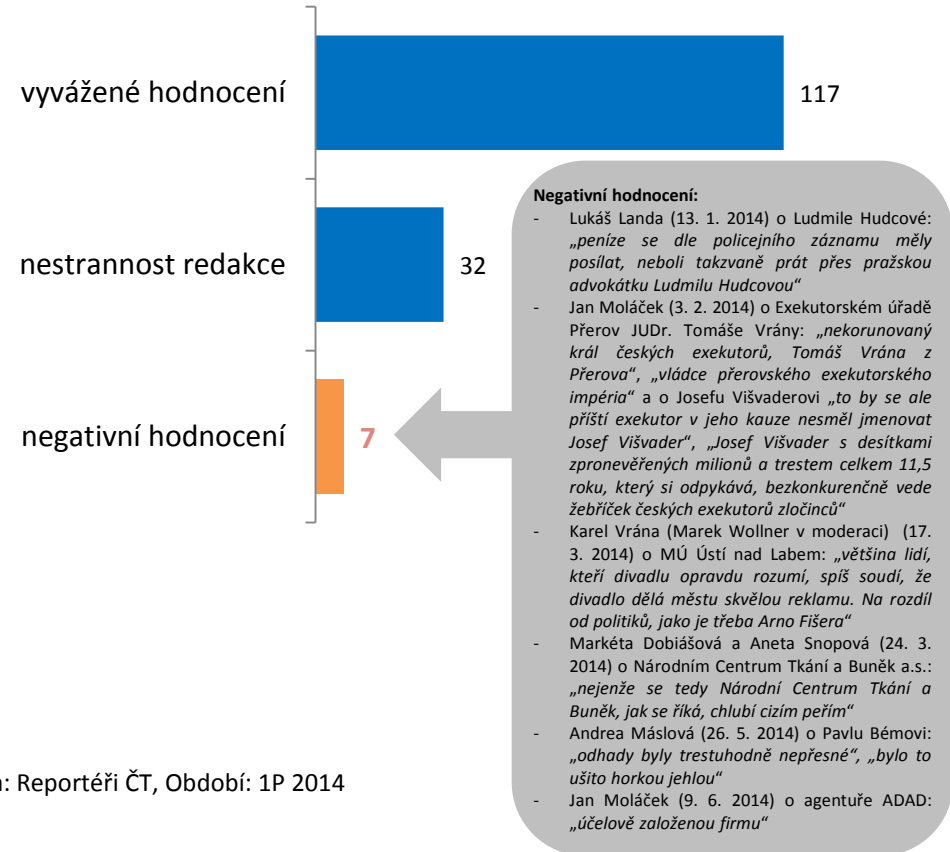 vyvážené hodnocení
117
nestrannost redakce
32
negativní hodnocení
7
Negativní hodnocení:
- Lukáš Landa (13. 1. 2014) o Ludmile Hudcové:
„peníze se dle policejního záznamu měly
posílat, neboli takzvaně prát přes pražskou
advokátku Ludmilu Hudcovou“
- Jan Moláček (3. 2. 2014) o Exekutorském úřadě
Přerov JUDr. Tomáše Vrány: „nekorunovaný
král českých exekutorů, Tomáš Vrána z
Přerova“, „vládce přerovského exekutorského
impéria“ a o Josefu Višvaderovi „to by se ale
příští exekutor v jeho kauze nesměl jmenovat
Josef Višvader“, „Josef Višvader s desítkami
zpronevěřených milionů a trestem celkem 11,5
roku, který si odpykává, bezkonkurenčně vede
žebříček českých exekutorů zločinců“
- Karel Vrána (Marek Wollner v moderaci) (17.
3. 2014) o MÚ Ústí nad Labem: „většina lidí,
kteří divadlu opravdu rozumí, spíš soudí, že
divadlo dělá městu skvělou reklamu. Na rozdíl
od politiků, jako je třeba Arno Fišera“
- Markéta Dobiášová a Aneta Snopová (24. 3.
2014) o Národním Centrum Tkání a Buněk a.s.:
„nejenže se tedy Národní Centrum Tkání a
Buněk, jak se říká, chlubí cizím peřím“
- Andrea Máslová (26. 5. 2014) o Pavlu Bémovi:
„odhady byly trestuhodně nepřesné“, „bylo to
ušito horkou jehlou“
- Jan Moláček (9. 6. 2014) o agentuře ADAD:
„účelově založenou firmu“
: Reportéři ČT, Období: 1P 2014